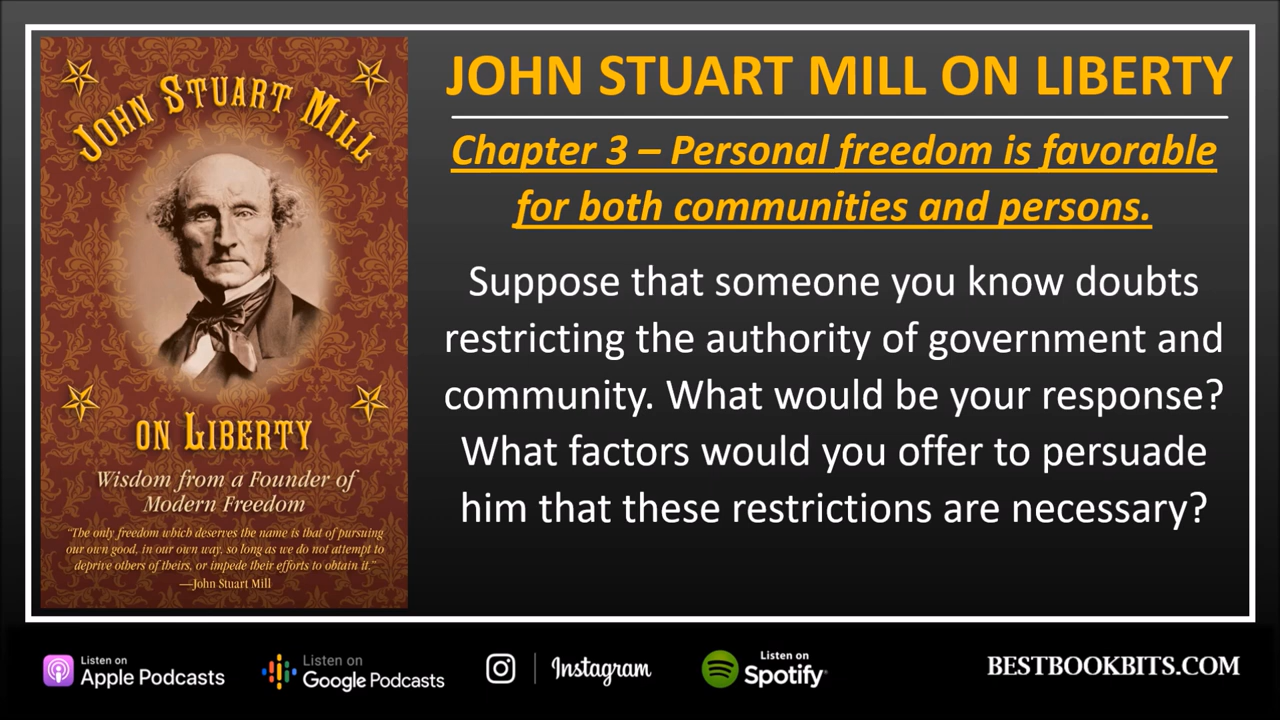 JOHN STUART MILL
ON LIBERTY
Wisdom from a Founder of
Modern Freedom
“The only freedom which deserves the name is that of pursuing
our own good, in our own way, so long as we do not attempt to
deprive others of theirs, or impede their efforts to obtain it.”
—John Stuart Mill
JOHN STUART MILL ON LIBERTY
Chapter 3 – Personal freedom is favorable
for both communities and persons.
Suppose that someone you know doubts
restricting the authority of government and
community. What would be your response?
What factors would you offer to persuade
him that these restrictions are necessary?
Listen on
Apple Podcasts
Listen on
Google Podcasts
Instagram
Listen on
Spotify
BESTBOOKBITS.COM